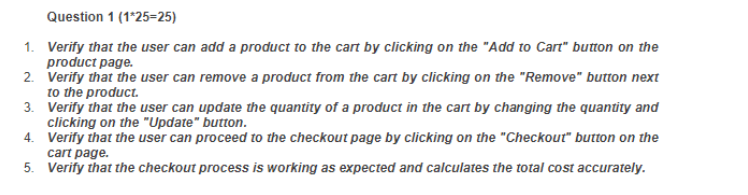 Question 1 (1*25=25)
1. Verify that the user can add a product to the cart by clicking on the "Add to Cart" button on the
product page.
2. Verify that the user can remove a product from the cart by clicking on the "Remove" button next
to the product.
3. Verify that the user can update the quantity of a product in the cart by changing the quantity and
clicking on the "Update" button.
4. Verify that the user can proceed to the checkout page by clicking on the "Checkout" button on the
cart page.
5. Verify that the checkout process is working as expected and calculates the total cost accurately.